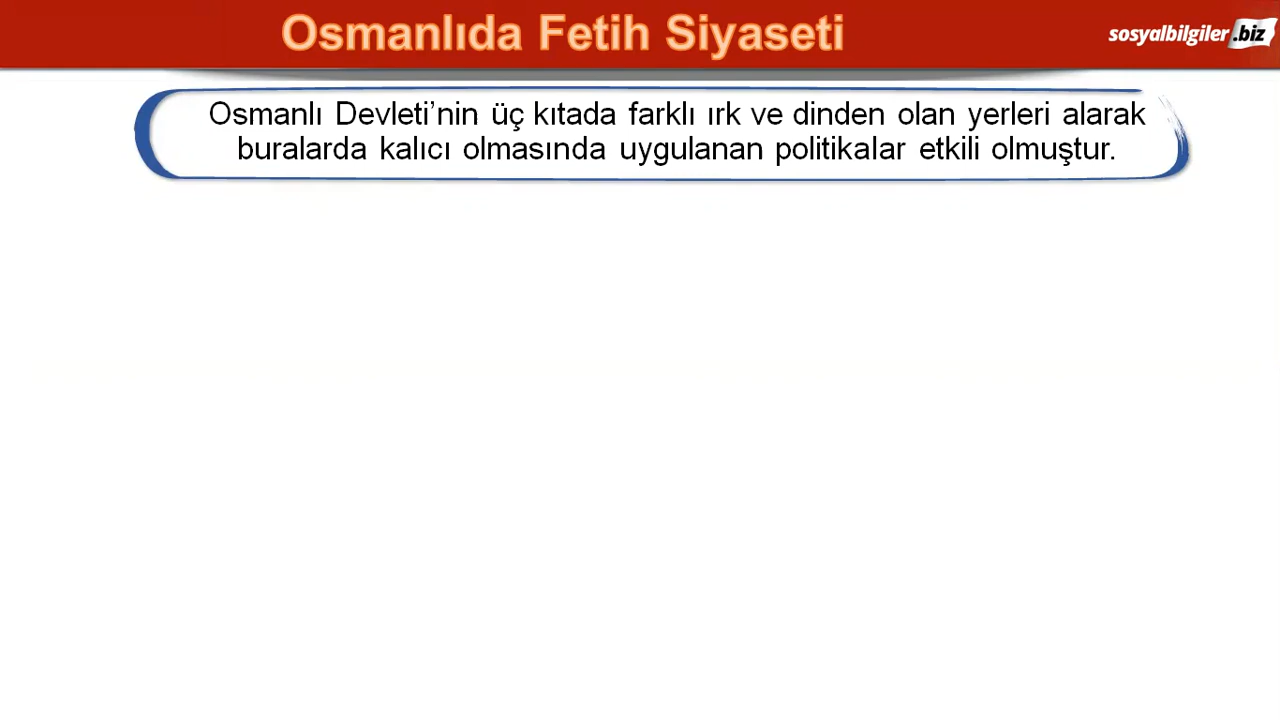 Osmanlıda Fetih Siyaseti
sosyalbilgiler.biz
Osmanlı Devleti’nin üç kıtada farklı ırk ve dinden olan yerleri alarak
buralarda kalıcı olmasında uygulanan politikalar etkili olmuştur.